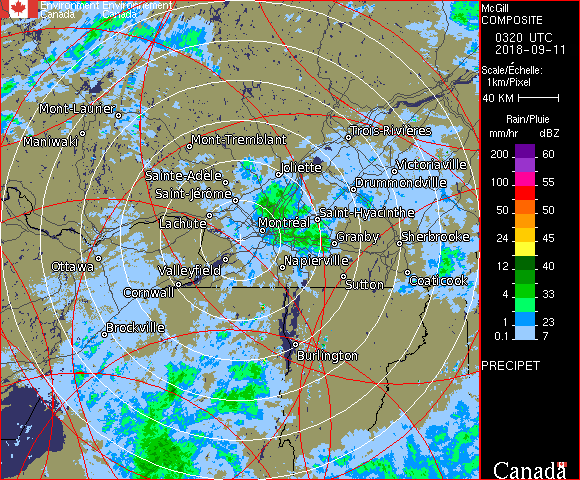 Environment Environnement
Canada Canada
McGill
COMPOSITE
0320 UTC
2018-09-11
Scale/Échelle:
1km/Pixel
40 KM
Rain/Pluie
mm/hr dBZ
200 60
100 55
50 50
24 45
12 40
4 33
1 23
0.1 7
PRECIPET
Canada
Mont-Laurier
Maniwaki
Mont-Tremblant
Trois-Rivières
Sainte-Adèle
Joliette
Victoriaville
Saint-Jérôme
Drummondville
Lachute
Montréal
Saint-Hyacinthe
Granby
Sherbrooke
Ottawa
Valleyfield
Napierville
Cornwall
Sutton
Coaticook
Brockville
Burlington